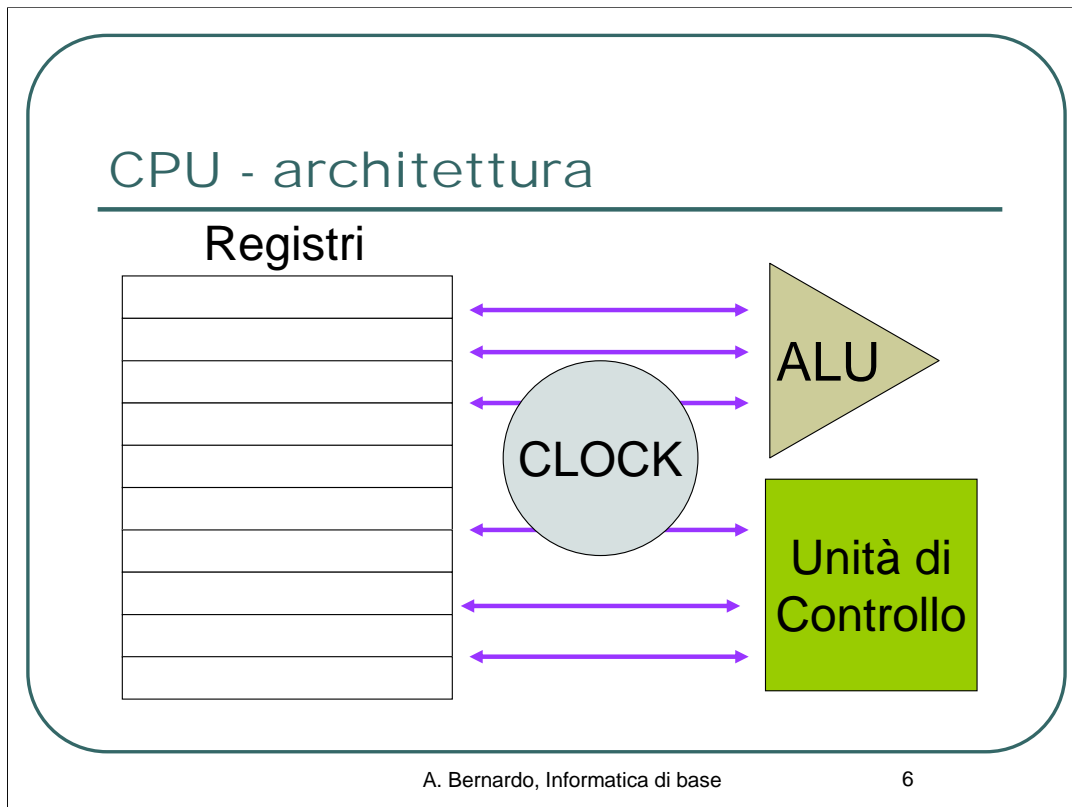 CPU - architettura
Registri
ALU
CLOCK
Unità di
Controllo
A. Bernardo, Informatica di base
6